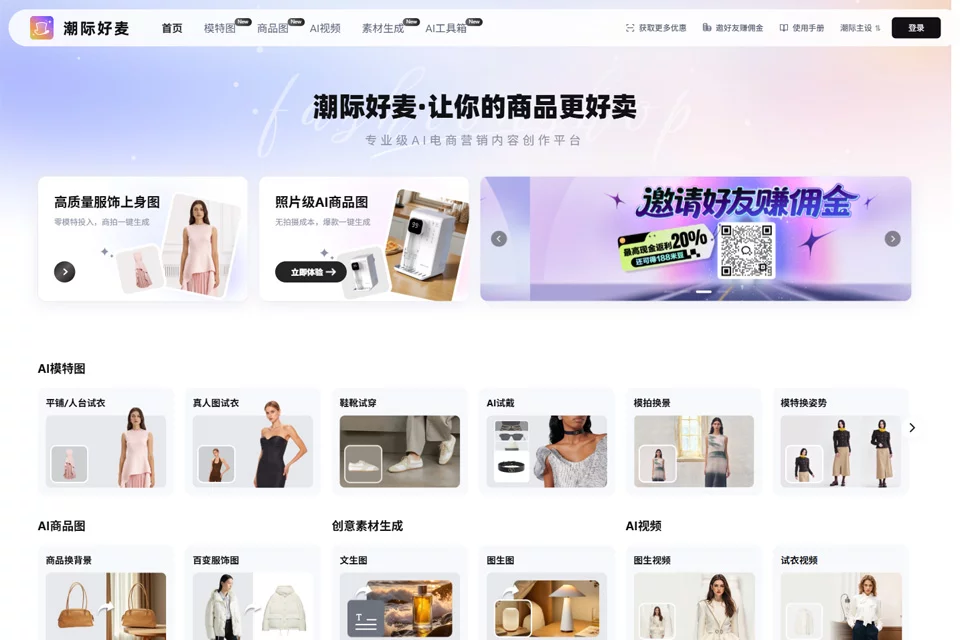 潮际好麦
首页
模特图
New
商品图
New
AI视频
素材生成
New
AI工具箱
New
获取更多优惠
邀好友赚佣金
使用手册
潮际主设
登录
潮际好麦·让你的商品更好卖
专业级AI电商营销内容创作平台
高质量服饰上身图
零模特投入，商拍一键生成
照片级AI商品图
无拍摄成本，爆款一键生成
立即体验
邀请好友赚佣金
最高现金返利20%
还可得188米豆
AI模特图
平铺/人台试衣
真人图试衣
鞋靴试穿
AI试戴
模拍换景
模特换姿势
AI商品图
创意素材生成
AI视频
商品换背景
百变服饰图
文生图
图生图
图生视频
试衣视频
T